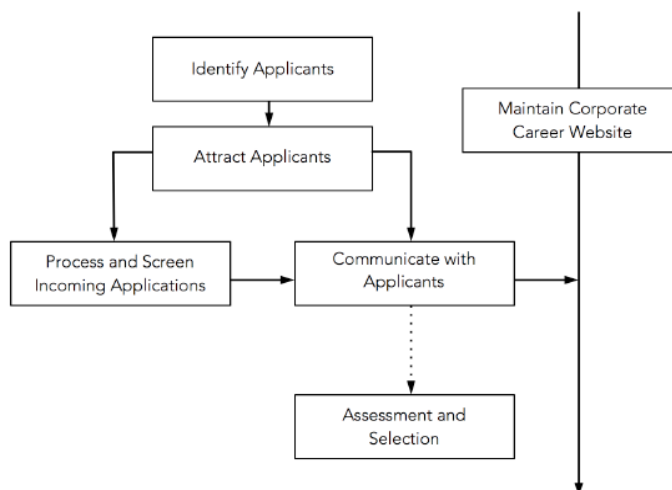 Identify Applicants
Maintain Corporate
Career Website
Attract Applicants
Process and Screen
Incoming Applications
Communicate with
Applicants
Assessment and
Selection